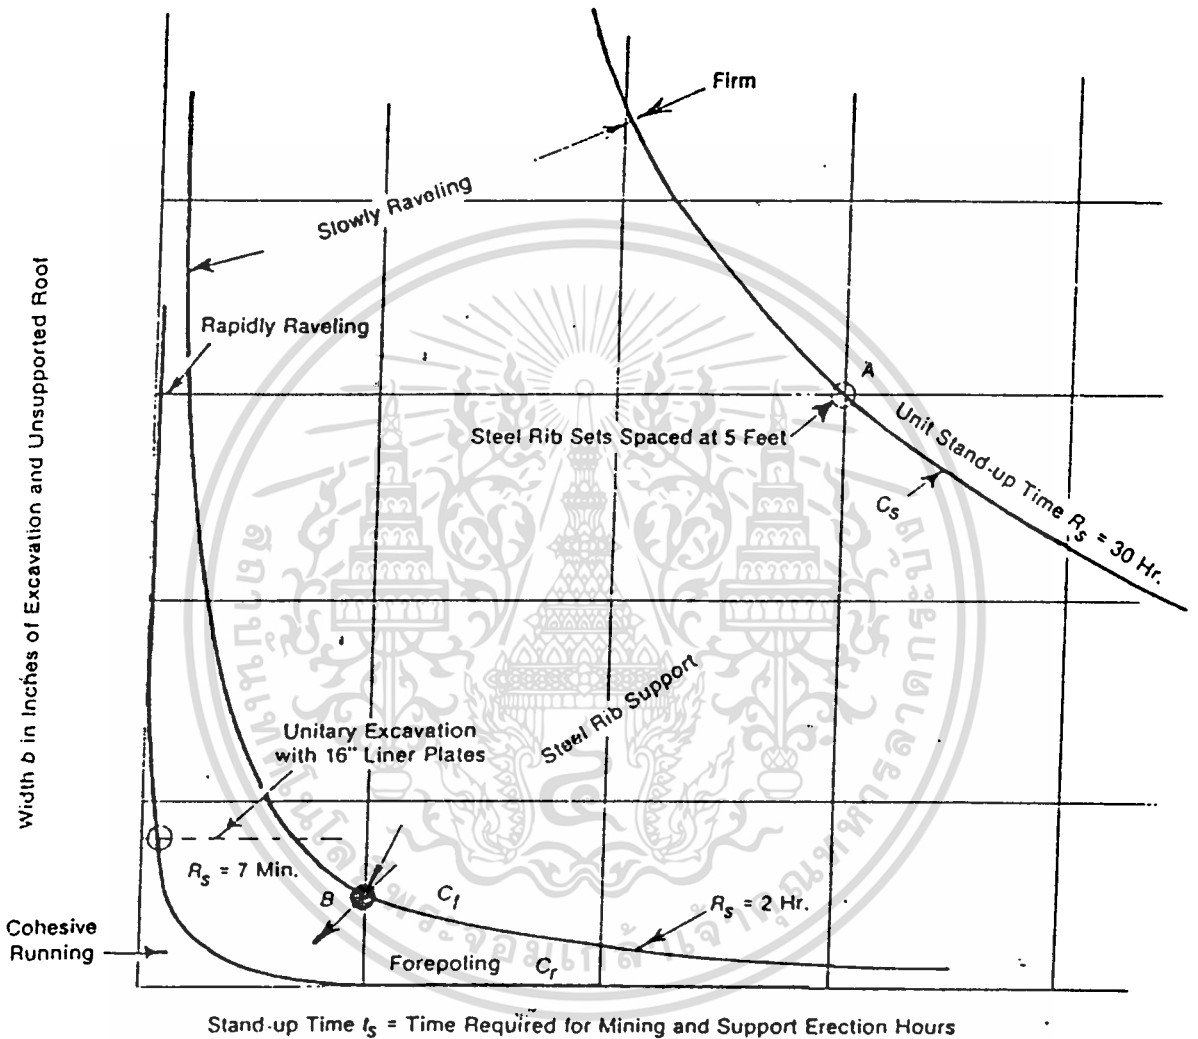 Firm
Slowly Raveling
Rapidly Raveling
A
Steel Rib Sets Spaced at 5 Feet
Unit Stand-up Time Rs = 30 Hr.
Cs
Width b in Inches of Excavation and Unsupported Roof
Steel Rib Support
Unitary Excavation
with 16" Liner Plates
Rs = 7 Min.
B
Cf
Rs = 2 Hr.
Cohesive
Running
Forepoling Cr
Stand-up Time ts = Time Required for Mining and Support Erection Hours